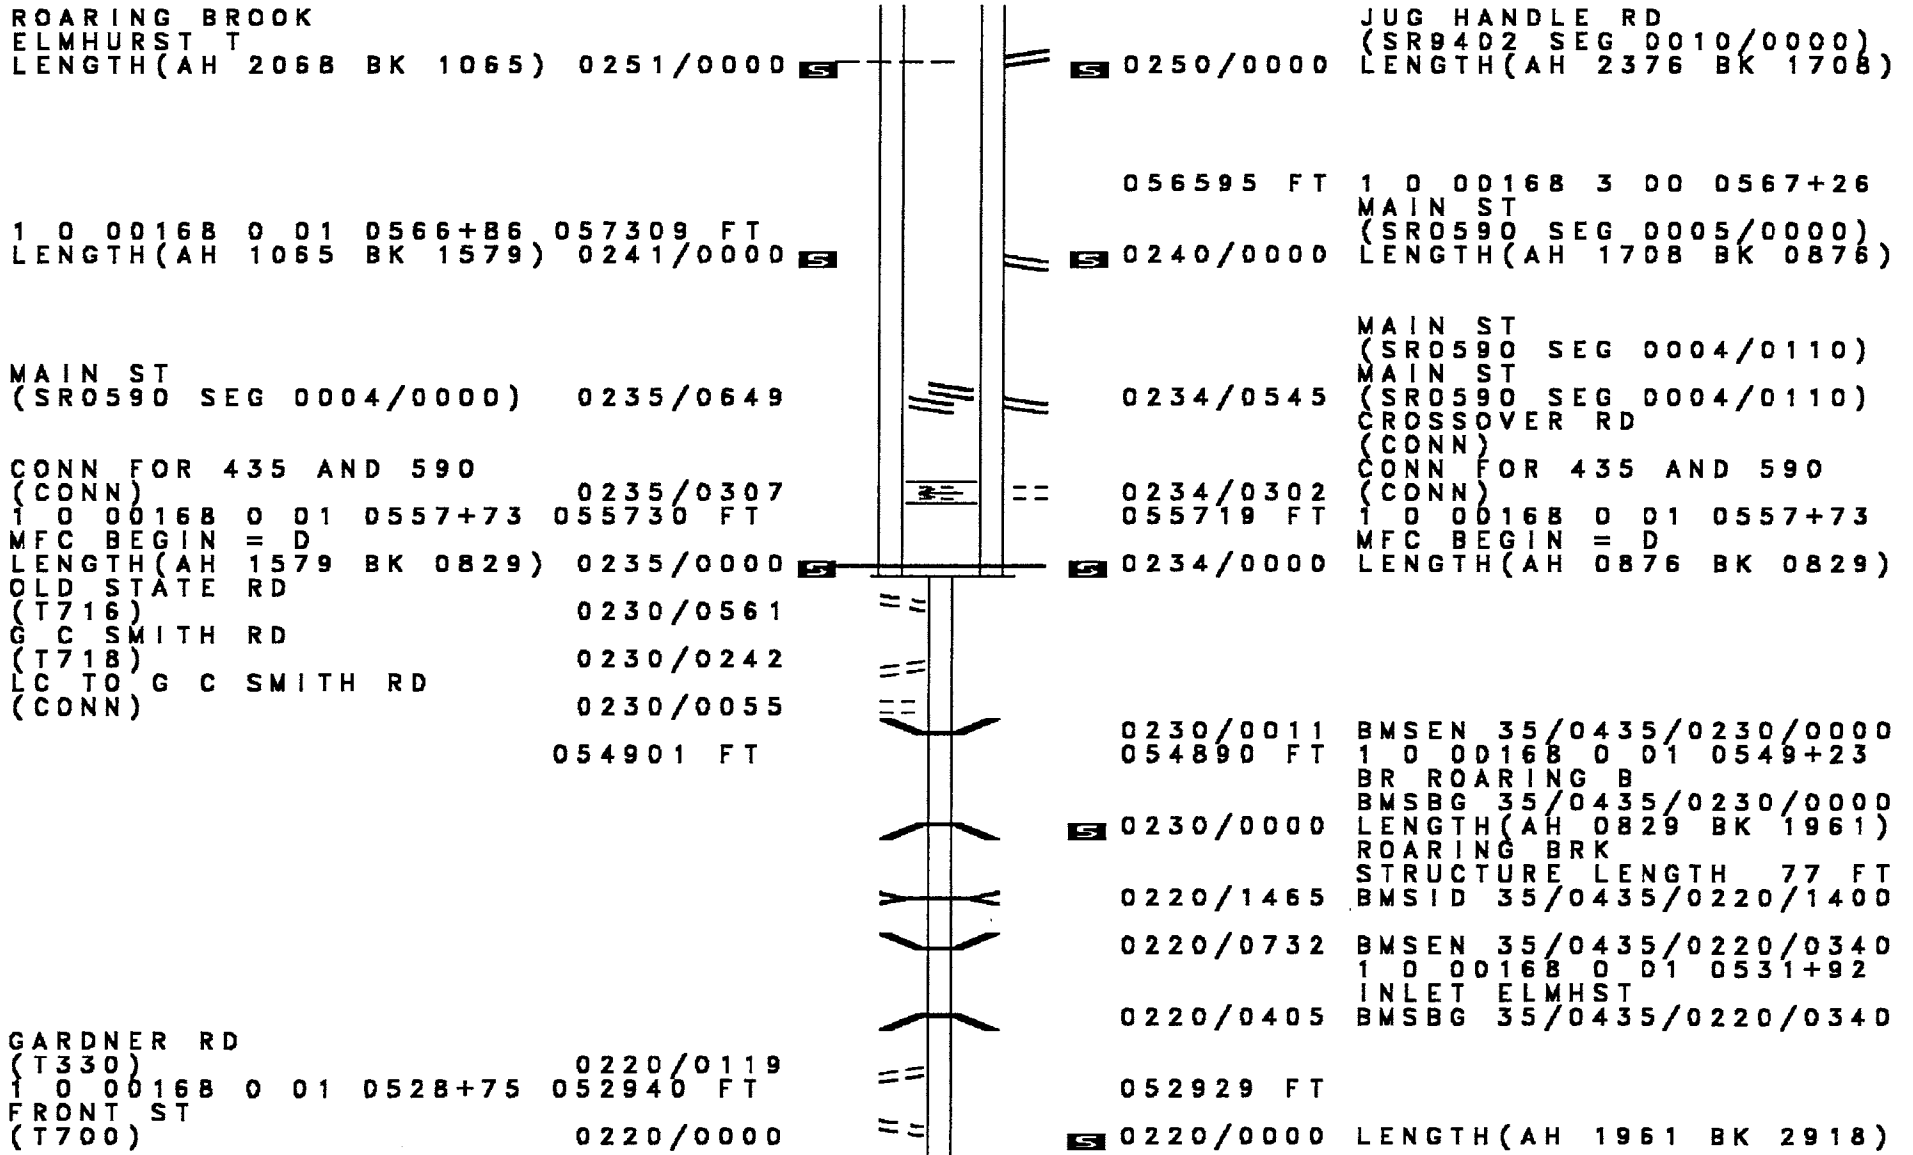 ROARING BROOK
ELMHURST T
LENGTH(AH 2068 BK 1065) 0251/0000 S
1 0 00168 0 01 0566+86 057309 FT
LENGTH(AH 1065 BK 1579) 0241/0000 S
MAIN ST
(SR0590 SEG 0004/0000) 0235/0649
CONN FOR 435 AND 590
(CONN) 0235/0307
1 0 00168 0 01 0557+73 055730 FT
MFC BEGIN = D
LENGTH(AH 1579 BK 0829) 0235/0000 S
OLD STATE RD
(T716) 0230/0561
G C SMITH RD
(T718) 0230/0242
LC TO G C SMITH RD
(CONN) 0230/0055
054901 FT
GARDNER RD
(T330) 0220/0119
1 0 00168 0 01 0528+75 052940 FT
FRONT ST
(T700) 0220/0000
JUG HANDLE RD
(SR9402 SEG 0010/0000)
S 0250/0000 LENGTH(AH 2376 BK 1708)
056595 FT 1 0 00168 3 00 0567+26
MAIN ST
(SR0590 SEG 0005/0000)
S 0240/0000 LENGTH(AH 1708 BK 0876)
MAIN ST
(SR0590 SEG 0004/0110)
MAIN ST
0234/0545 (SR0590 SEG 0004/0110)
CROSSOVER RD
(CONN)
CONN FOR 435 AND 590
0234/0302 (CONN)
055719 FT 1 0 00168 0 01 0557+73
MFC BEGIN = D
S 0234/0000 LENGTH(AH 0876 BK 0829)
0230/0011 BMSEN 35/0435/0230/0000
054890 FT 1 0 00168 0 01 0549+23
BR ROARING B
BMSBG 35/0435/0230/0000
S 0230/0000 LENGTH(AH 0829 BK 1961)
ROARING BRK
STRUCTURE LENGTH 77 FT
0220/1465 BMSID 35/0435/0220/1400
0220/0732 BMSEN 35/0435/0220/0340
1 0 00168 0 01 0531+92
INLET ELMHST
0220/0405 BMSBG 35/0435/0220/0340
052929 FT
S 0220/0000 LENGTH(AH 1961 BK 2918)